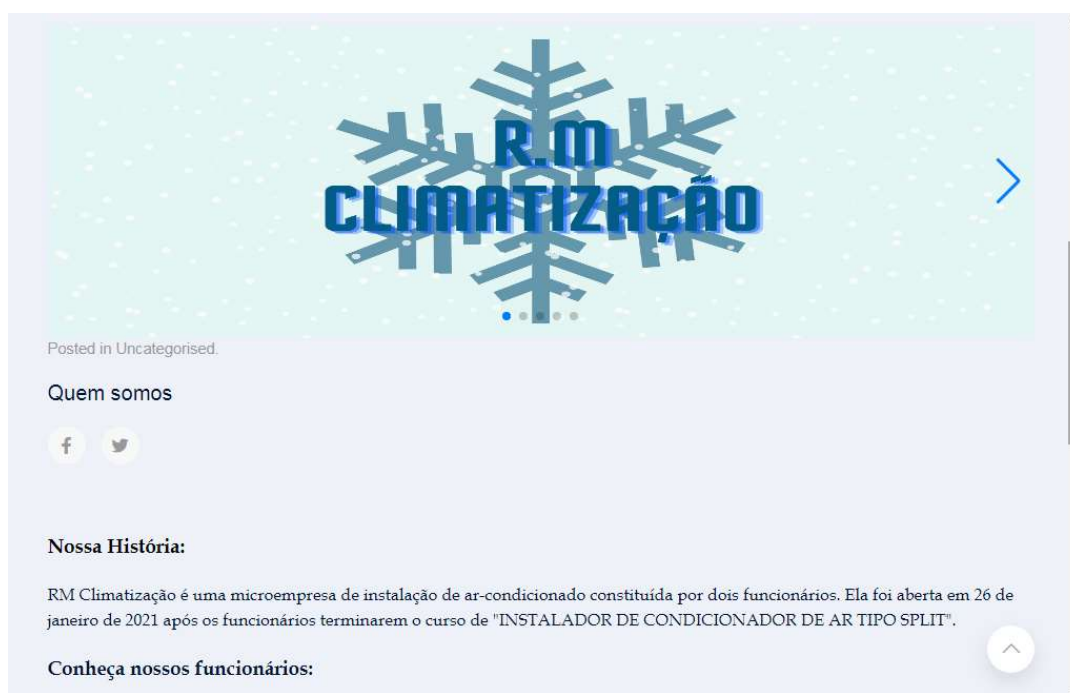 R.M
CLIMATIZAÇÃO
Posted in Uncategorised.
Quem somos
Nossa História:
RM Climatização é uma microempresa de instalação de ar-condicionado constituída por dois funcionários. Ela foi aberta em 26 de
janeiro de 2021 após os funcionários terminarem o curso de "INSTALADOR DE CONDICIONADOR DE AR TIPO SPLIT".
Conheça nossos funcionários: